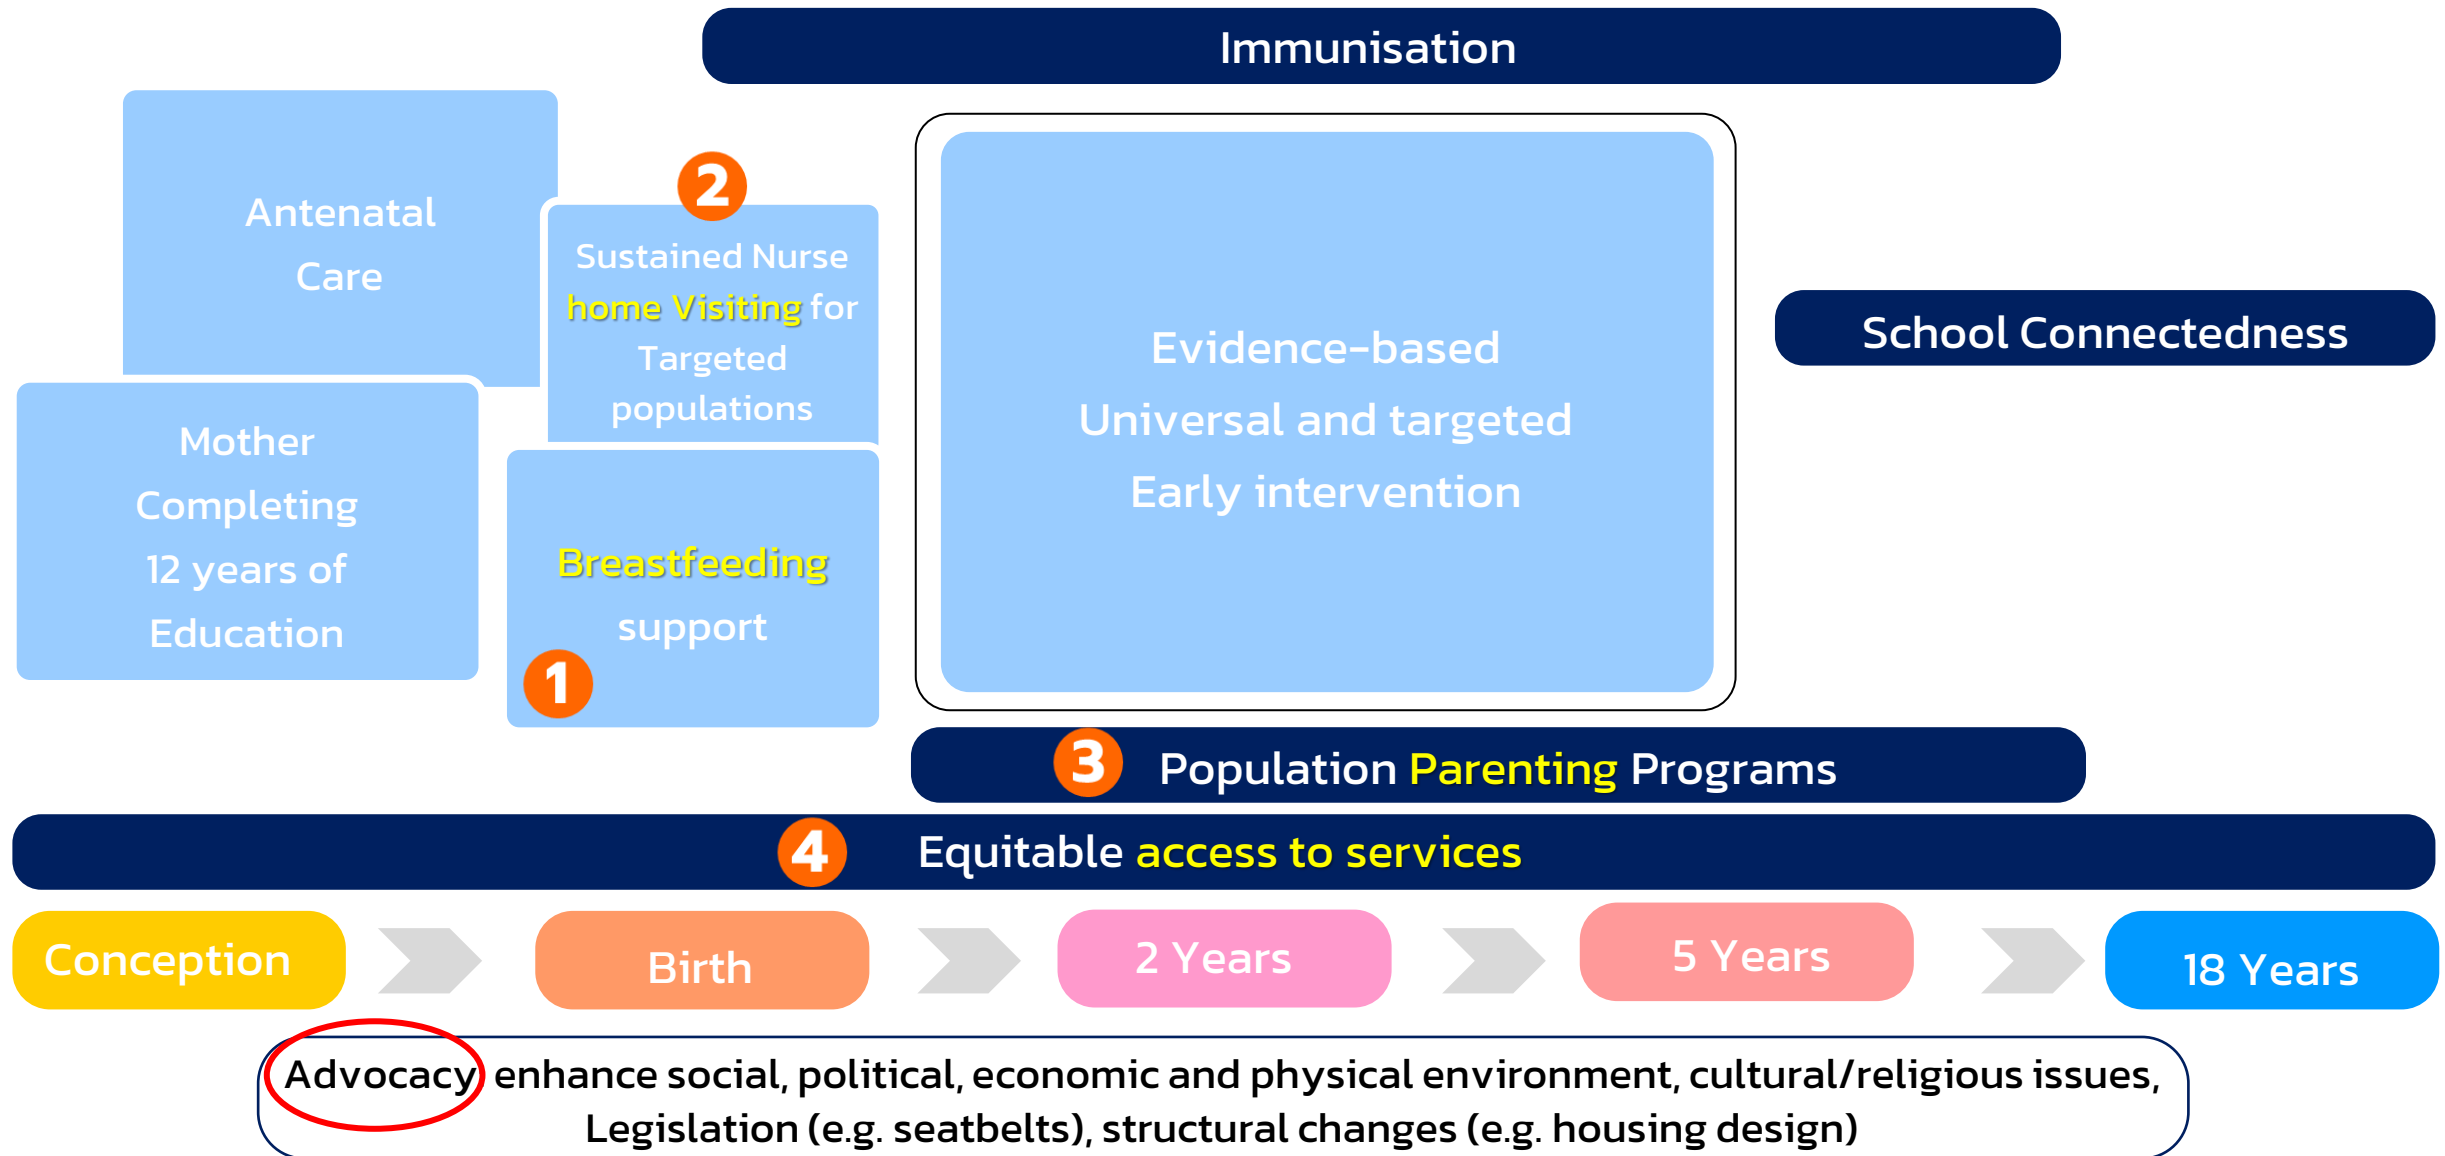 Immunisation
Antenatal
Care
2
Sustained Nurse
home Visiting for
Targeted
populations
Mother
Completing
12 years of
Education
Breastfeeding
support
1
Evidence-based
Universal and targeted
Early intervention
School Connectedness
3 Population Parenting Programs
4 Equitable access to services
Conception
Birth
2 Years
5 Years
18 Years
Advocacy enhance social, political, economic and physical environment, cultural/religious issues,
Legislation (e.g. seatbelts), structural changes (e.g. housing design)